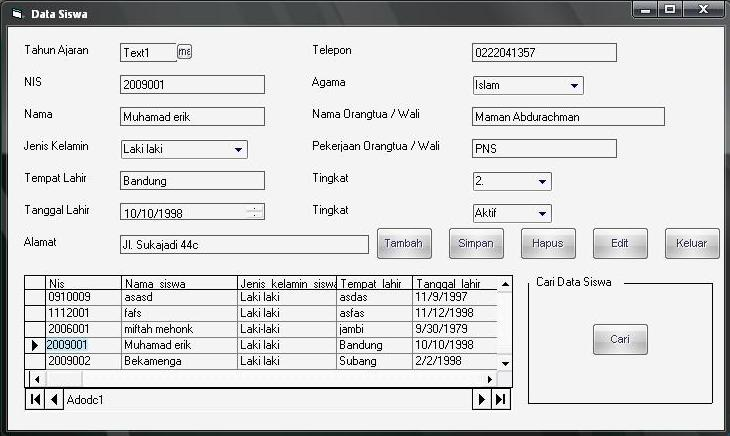 Data Siswa
Tahun Ajaran Text1
Telepon 0222041357
NIS 2009001
Agama Islam
Nama Muhamad erik
Nama Orangtua / Wali Maman Abdurachman
Jenis Kelamin Laki laki
Pekerjaan Orangtua / Wali PNS
Tempat Lahir Bandung
Tingkat 2.
Tanggal Lahir 10/10/1998
Tingkat Aktif
Alamat Jl. Sukajadi 44c
Tambah Simpan Hapus Edit Keluar
Nis Nama_siswa Jenis_kelamin_siswa Tempat_lahir Tanggal_lahir
0910009 asasd Laki laki asdas 11/9/1997
1112001 fafs Laki laki asfas 11/12/1998
2006001 miftah mehonk Laki-laki jambi 9/30/1979
2009001 Muhamad erik Laki laki Bandung 10/10/1998
2009002 Bekamenga Laki laki Subang 2/2/1998
Adodc1
Cari Data Siswa
Cari